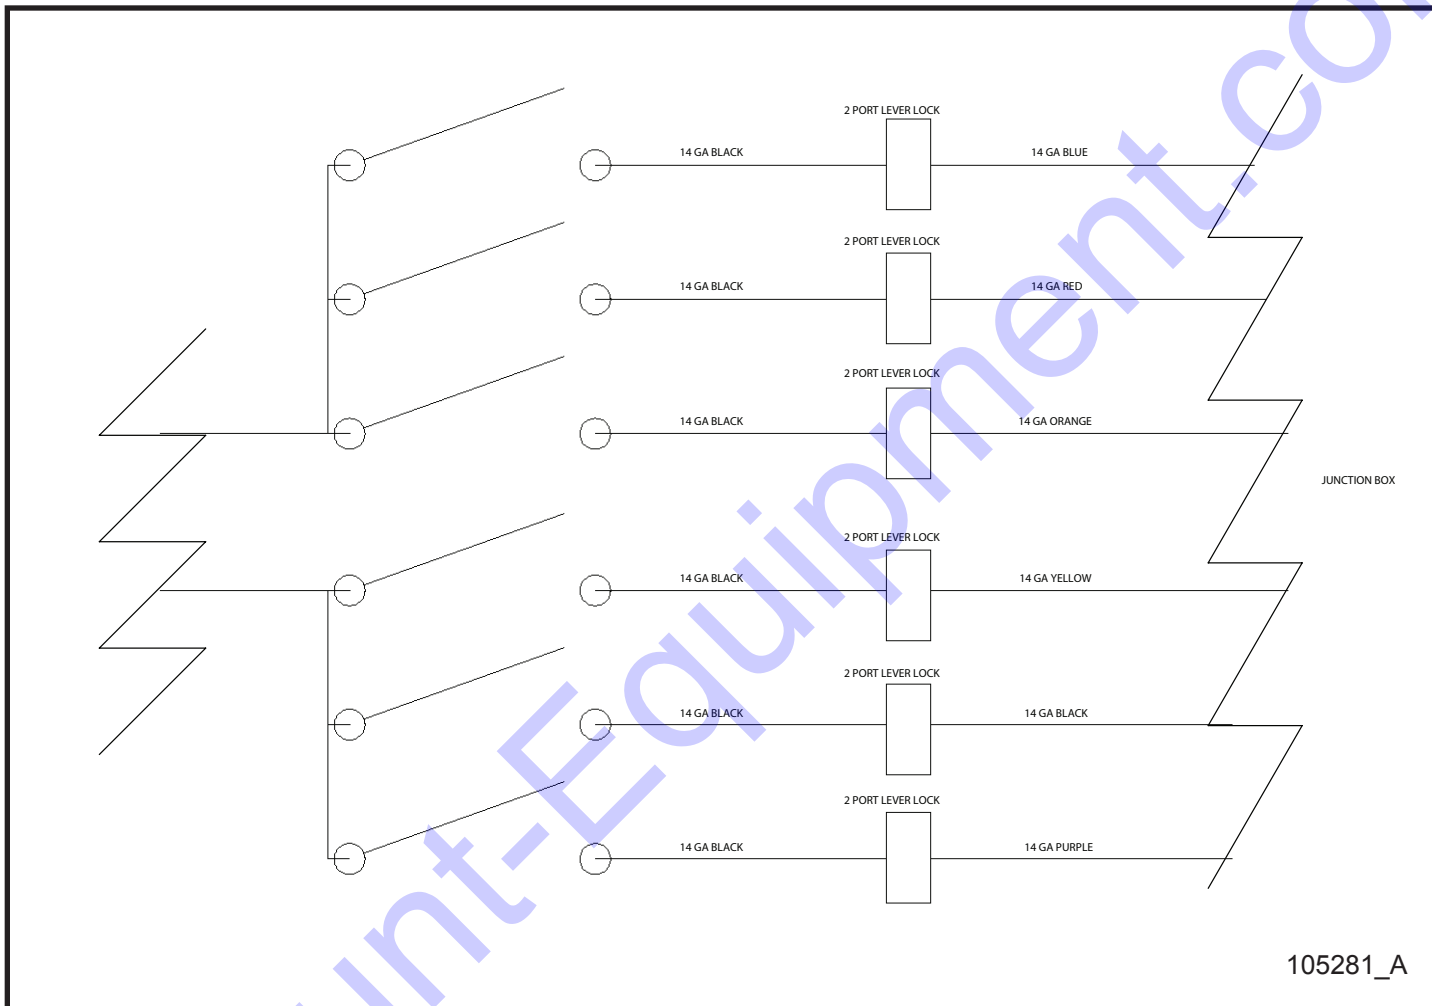 2 PORT LEVER LOCK
14 GA BLACK
14 GA BLUE
2 PORT LEVER LOCK
14 GA BLACK
14 GA RED
2 PORT LEVER LOCK
14 GA BLACK
14 GA ORANGE
JUNCTION BOX
2 PORT LEVER LOCK
14 GA BLACK
14 GA YELLOW
2 PORT LEVER LOCK
14 GA BLACK
14 GA BLACK
2 PORT LEVER LOCK
14 GA BLACK
14 GA PURPLE
105281_A
unt-Equipment.co